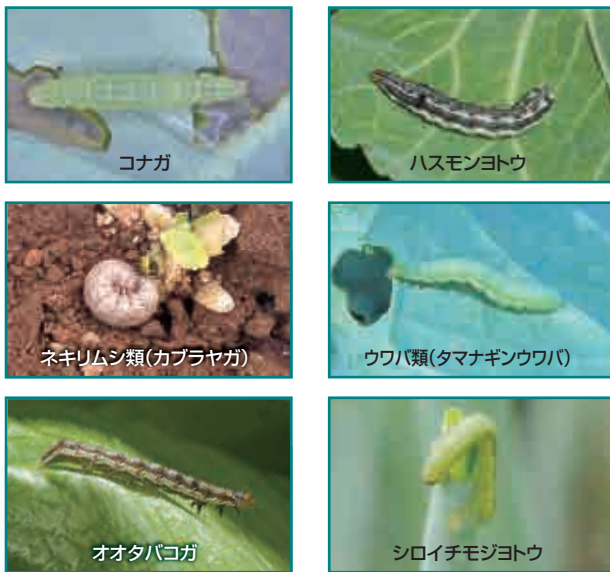 コナガ
ハスモンヨトウ
ネキリムシ類(カブラヤガ)
ウワバ類(タマナギンウワバ)
オオタバコガ
シロイチモジヨトウ